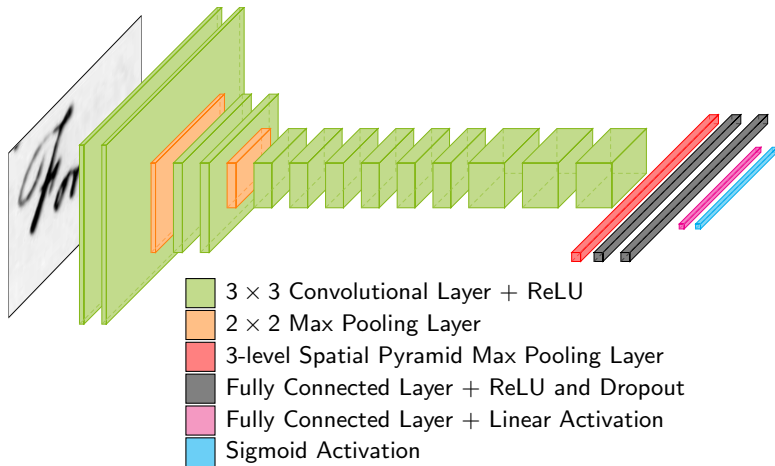 For
3 × 3 Convolutional Layer + ReLU
2 × 2 Max Pooling Layer
3-level Spatial Pyramid Max Pooling Layer
Fully Connected Layer + ReLU and Dropout
Fully Connected Layer + Linear Activation
Sigmoid Activation